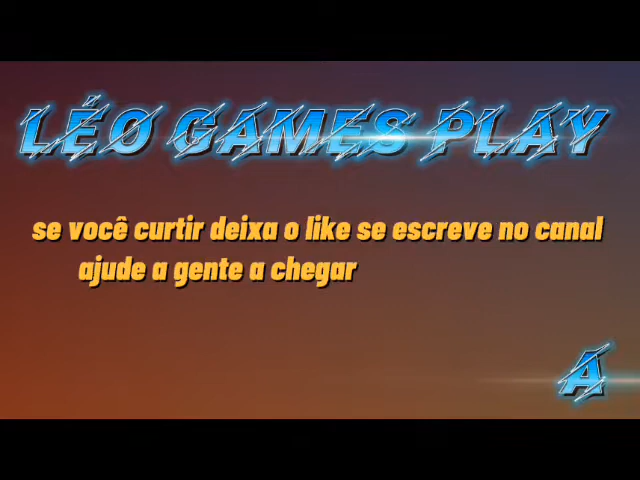 LÉO GAMES PLAY
se você curtir deixa o like se escreve no canal
ajude a gente a chegar
A